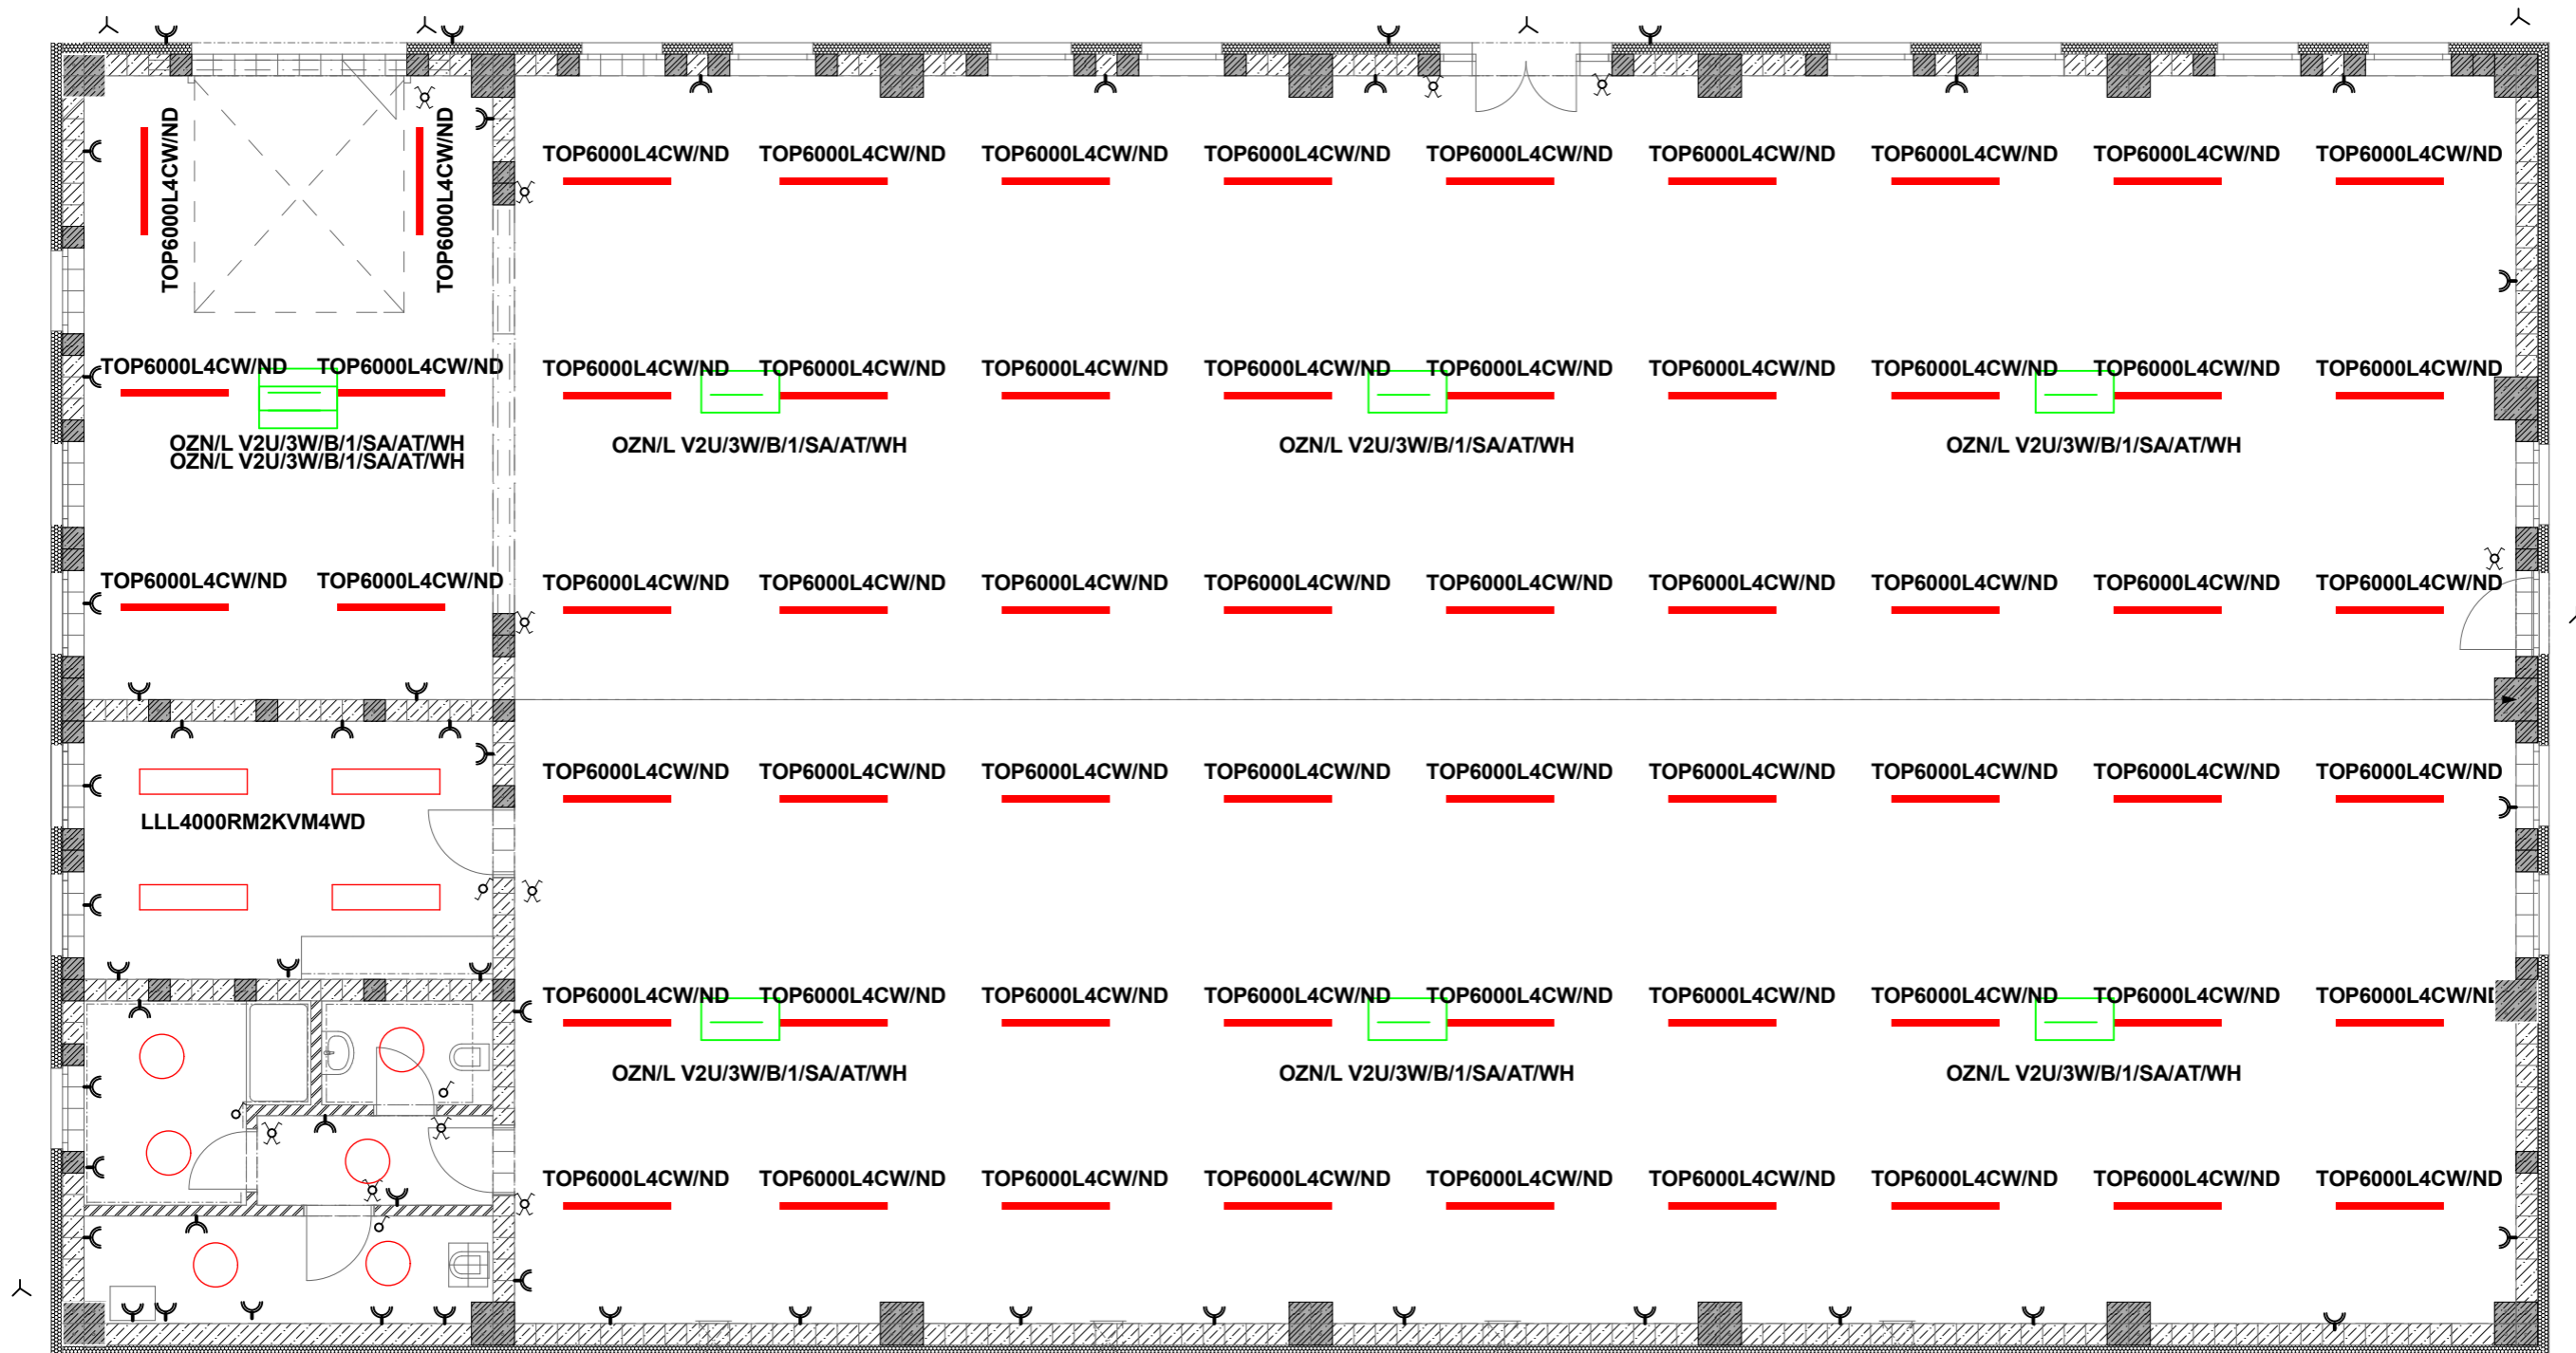 TOP6000L4CW/ND
TOP6000L4CW/ND
TOP6000L4CW/ND TOP6000L4CW/ND TOP6000L4CW/ND TOP6000L4CW/ND TOP6000L4CW/ND TOP6000L4CW/ND TOP6000L4CW/ND TOP6000L4CW/ND TOP6000L4CW/ND
TOP6000L4CW/ND TOP6000L4CW/ND TOP6000L4CW/ND TOP6000L4CW/ND TOP6000L4CW/ND TOP6000L4CW/ND TOP6000L4CW/ND TOP6000L4CW/ND TOP6000L4CW/ND TOP6000L4CW/ND TOP6000L4CW/ND
OZN/L V2U/3W/B/1/SA/AT/WH OZN/L V2U/3W/B/1/SA/AT/WH OZN/L V2U/3W/B/1/SA/AT/WH OZN/L V2U/3W/B/1/SA/AT/WH
OZN/L V2U/3W/B/1/SA/AT/WH
TOP6000L4CW/ND TOP6000L4CW/ND TOP6000L4CW/ND TOP6000L4CW/ND TOP6000L4CW/ND TOP6000L4CW/ND TOP6000L4CW/ND TOP6000L4CW/ND TOP6000L4CW/ND TOP6000L4CW/ND TOP6000L4CW/ND
TOP6000L4CW/ND TOP6000L4CW/ND TOP6000L4CW/ND TOP6000L4CW/ND TOP6000L4CW/ND TOP6000L4CW/ND TOP6000L4CW/ND TOP6000L4CW/ND TOP6000L4CW/ND
LLL4000RM2KVM4WD
TOP6000L4CW/ND TOP6000L4CW/ND TOP6000L4CW/ND TOP6000L4CW/ND TOP6000L4CW/ND TOP6000L4CW/ND TOP6000L4CW/ND TOP6000L4CW/ND TOP6000L4CW/ND
OZN/L V2U/3W/B/1/SA/AT/WH OZN/L V2U/3W/B/1/SA/AT/WH OZN/L V2U/3W/B/1/SA/AT/WH
TOP6000L4CW/ND TOP6000L4CW/ND TOP6000L4CW/ND TOP6000L4CW/ND TOP6000L4CW/ND TOP6000L4CW/ND TOP6000L4CW/ND TOP6000L4CW/ND TOP6000L4CW/ND